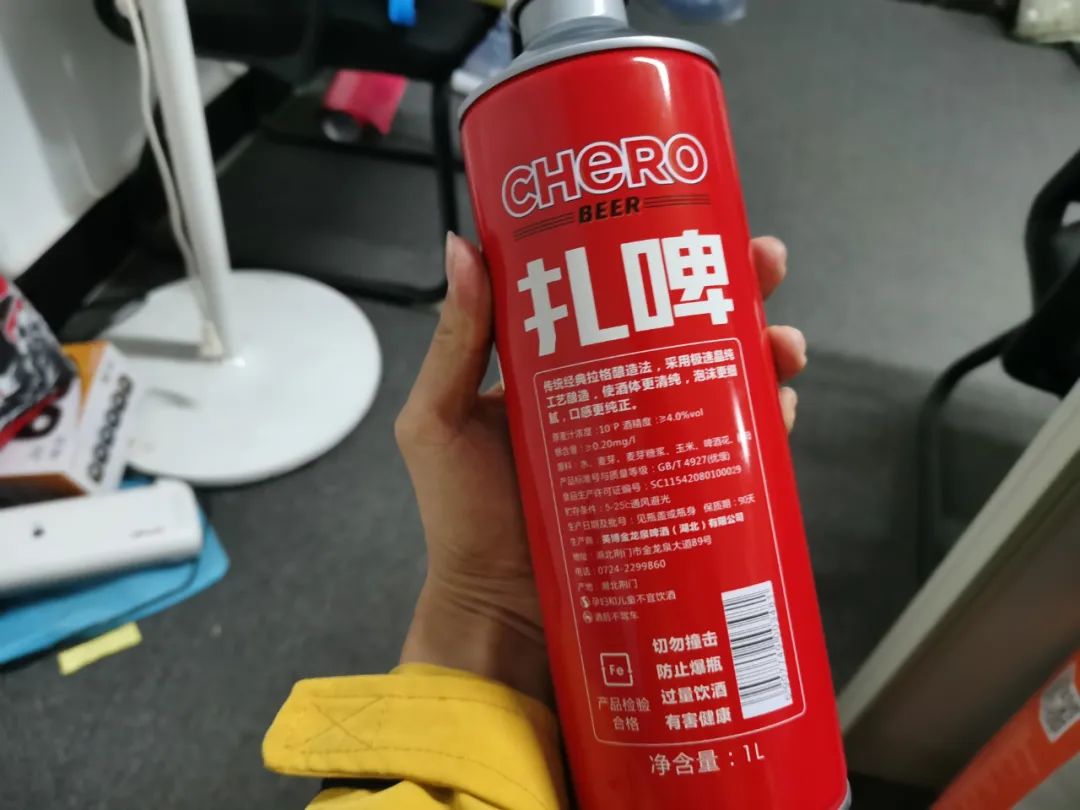 CHeRO
BEER
扎啤
传统经典拉格酿造法，采用极速晶纯
工艺酿造，使酒体更清纯，泡沫更细
腻，口感更纯正。
原麦汁浓度：10°P 酒精度：≥4.0%vol
≥0.20mg/l
原料：水、麦芽、麦芽糖浆、玉米、啤酒花、
产品标准号与质量等级：GB/T 4927(优级)
食品生产许可证编号：SC11542080100029
贮存条件：5-25℃通风避光
生产日期及批号：见瓶盖或瓶身 保质期：90天
生产商：英博金龙泉啤酒（湖北）有限公司
地址：湖北荆门市金龙泉大道89号
电话：0724-2299860
产地：湖北荆门
孕妇和儿童不宜饮酒
酒后不驾车
切勿撞击
防止爆瓶
过量饮酒
有害健康
Fe
产品检验
合格
净含量：1L